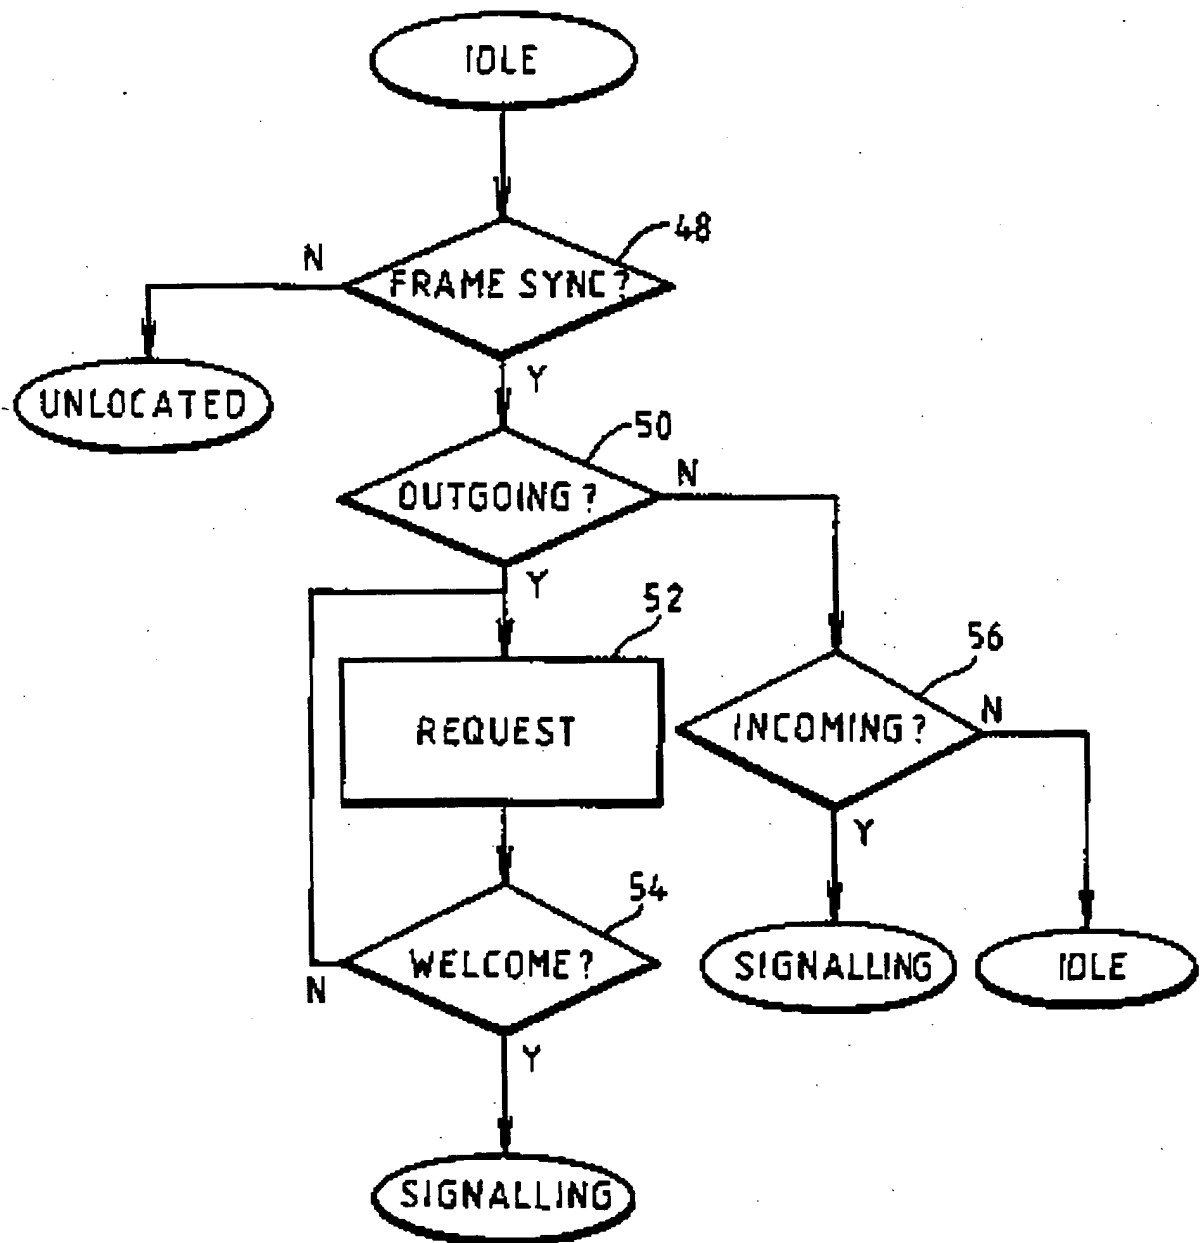 IDLE
48
N
FRAME SYNC?
Y
UNLOCATED
50
N
OUTGOING?
Y
52
56
REQUEST
INCOMING?
N
Y
54
WELCOME?
N
SIGNALLING
IDLE
Y
SIGNALLING